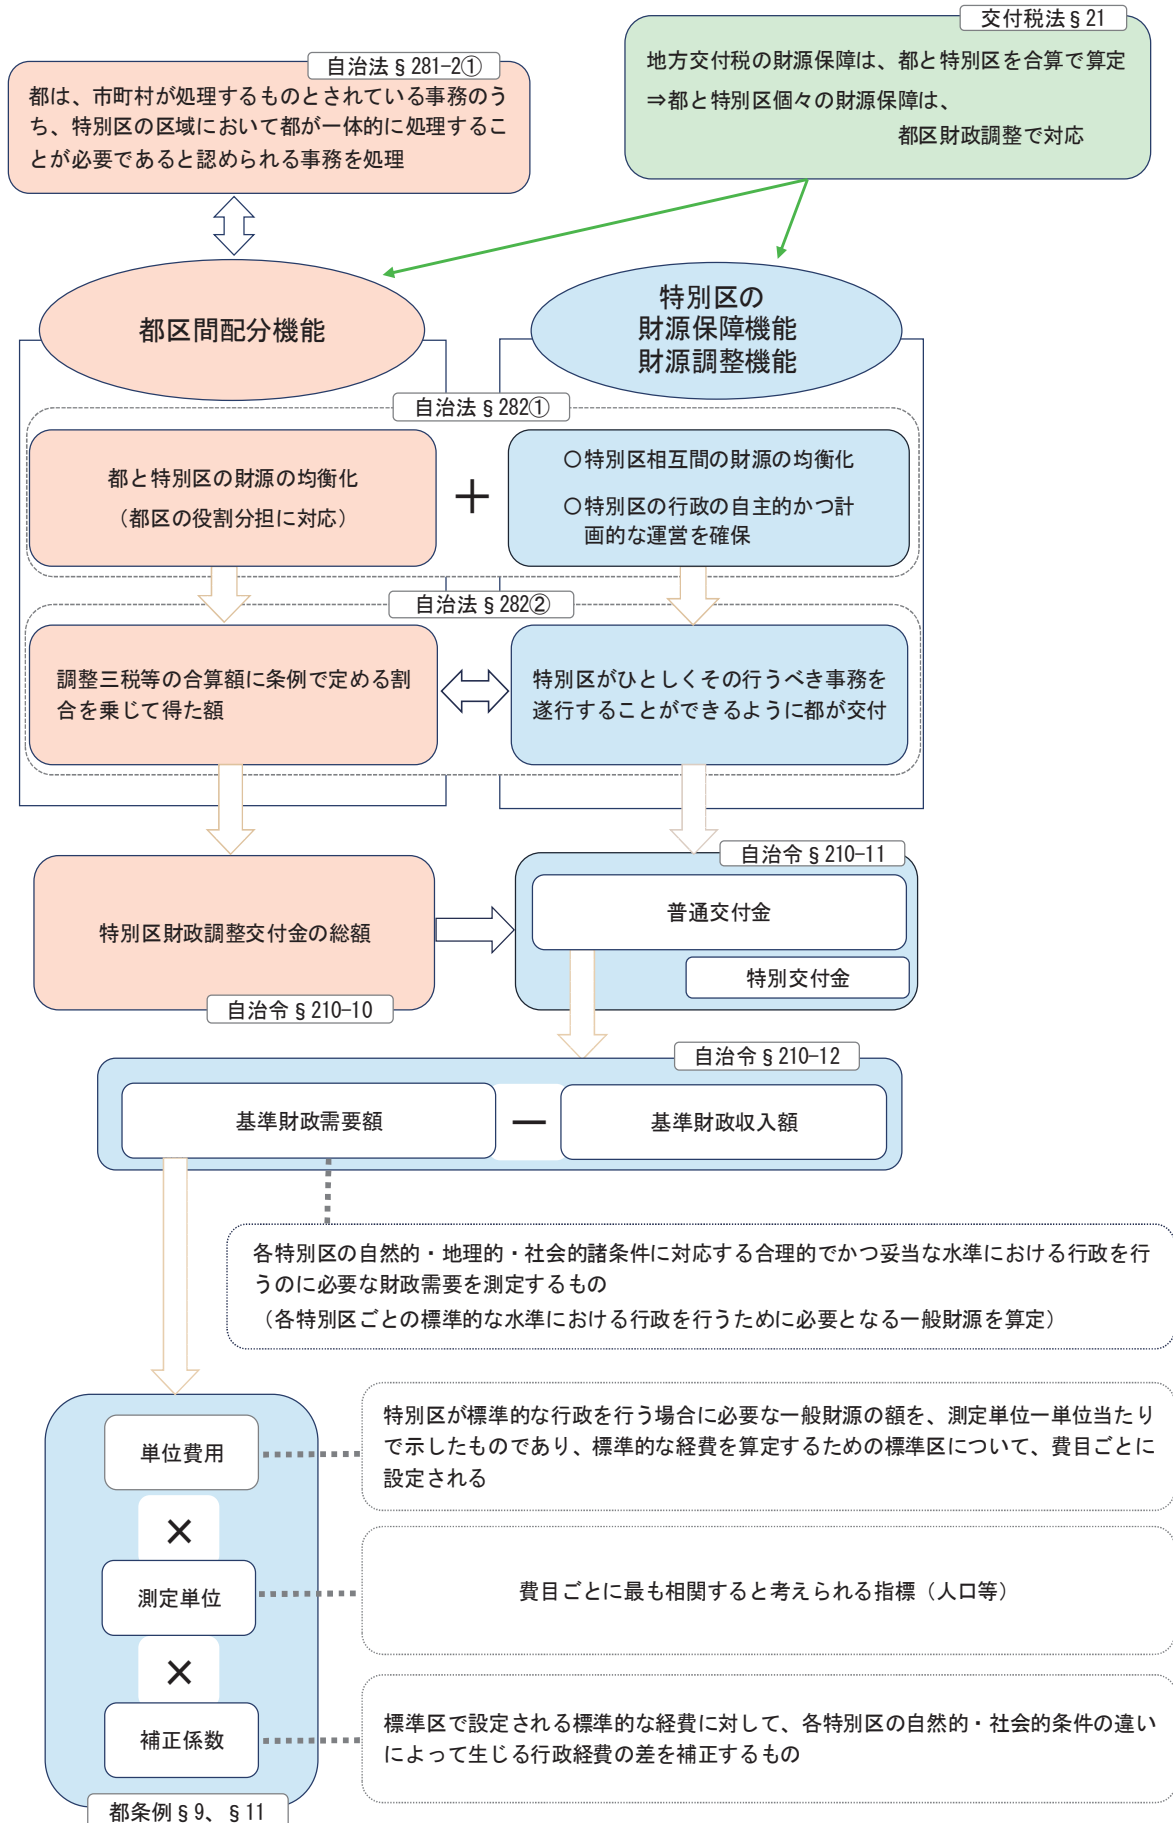 交付税法§21
地方交付税の財源保障は、都と特別区を合算で算定
⇒都と特別区個々の財源保障は、
都区財政調整で対応
自治法§281-2①
都は、市町村が処理するものとされている事務のう
ち、特別区の区域において都が一体的に処理するこ
とが必要であると認められる事務を処理
都区間配分機能
特別区の
財源保障機能
財源調整機能
自治法§282①
都と特別区の財源の均衡化
（都区の役割分担に対応）
＋
○特別区相互間の財源の均衡化
○特別区の行政の自主的かつ計
画的な運営を確保
自治法§282②
調整三税等の合算額に条例で定める割
合を乗じて得た額
特別区がひとしくその行うべき事務を
遂行することができるように都が交付
特別区財政調整交付金の総額
自治令§210-10
自治令§210-11
普通交付金
特別交付金
自治令§210-12
基準財政需要額
－
基準財政収入額
各特別区の自然的・地理的・社会的諸条件に対応する合理的でかつ妥当な水準における行政を行
うのに必要な財政需要を測定するもの
（各特別区ごとの標準的な水準における行政を行うために必要となる一般財源を算定）
単位費用
特別区が標準的な行政を行う場合に必要な一般財源の額を、測定単位一単位当たり
で示したものであり、標準的な経費を算定するための標準区について、費目ごとに
設定される
×
測定単位
費目ごとに最も相関すると考えられる指標（人口等）
×
補正係数
標準区で設定される標準的な経費に対して、各特別区の自然的・社会的条件の違い
によって生じる行政経費の差を補正するもの
都条例§9、§11